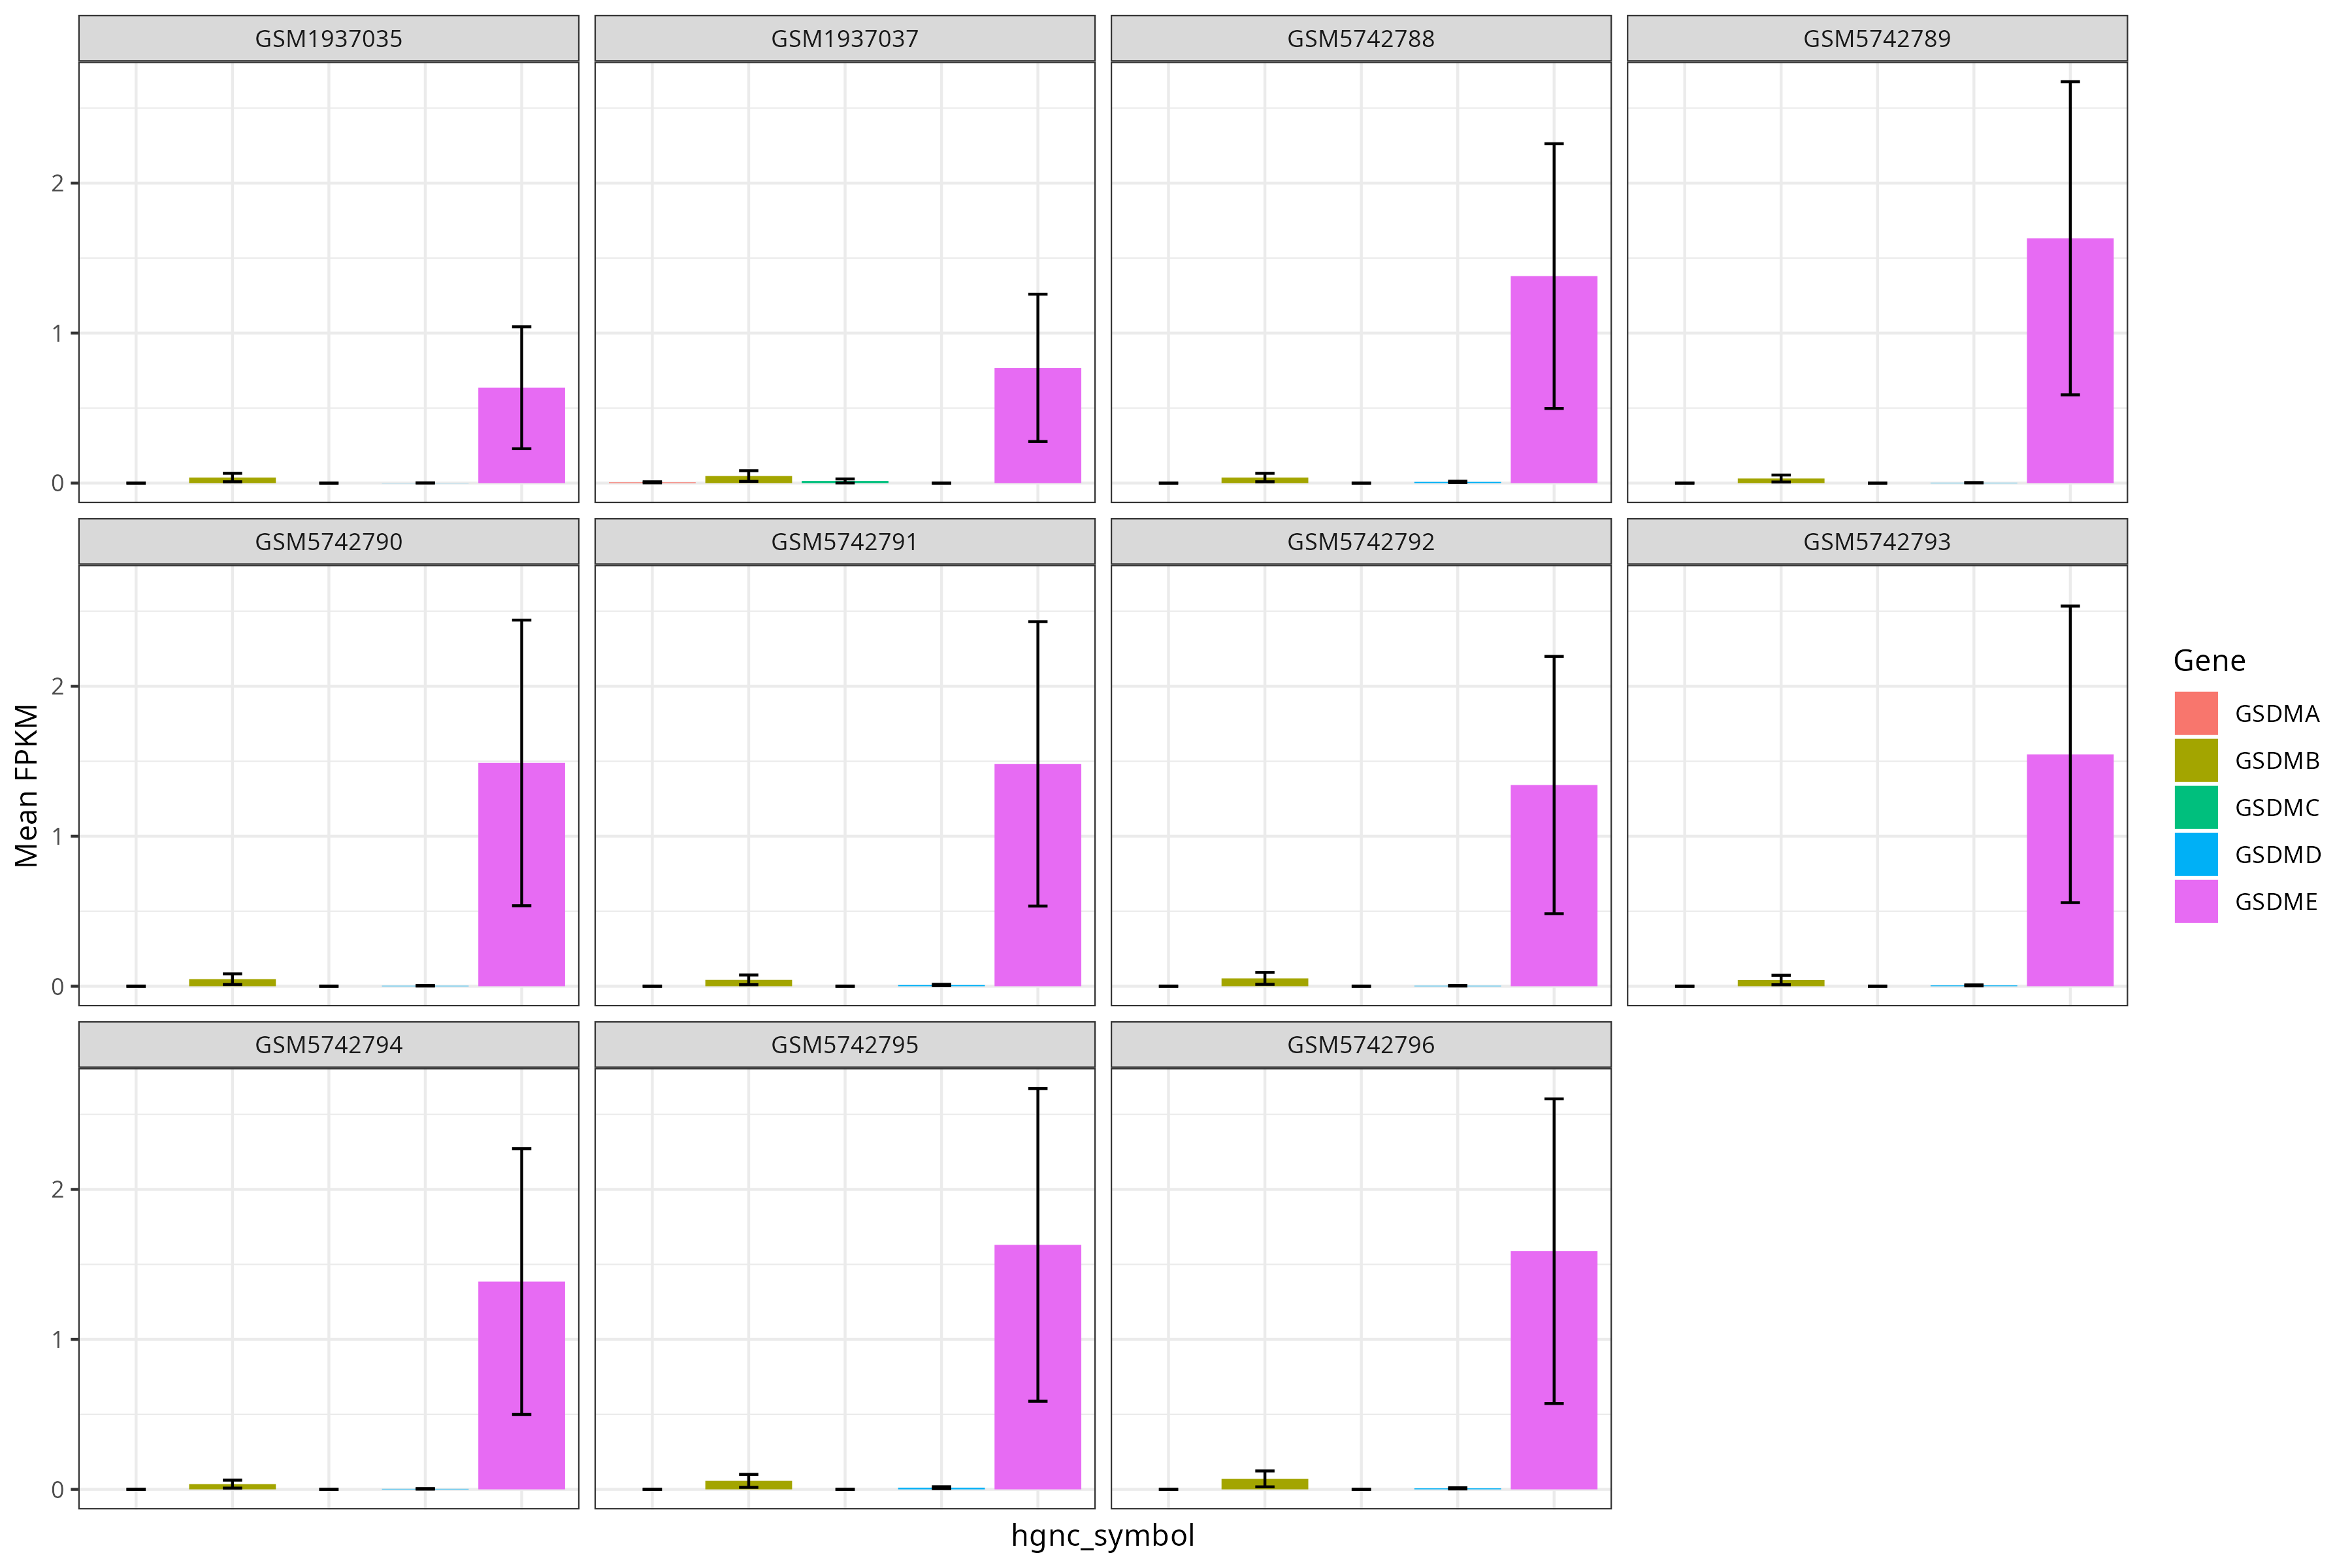 GSM1937035 GSM1937037 GSM5742788 GSM5742789
2
1
0
GSM5742790 GSM5742791 GSM5742792 GSM5742793
2
1
0
GSM5742794 GSM5742795 GSM5742796
2
1
0
Mean FPKM
hgnc_symbol
Gene
GSDMA
GSDMB
GSDMC
GSDMD
GSDME